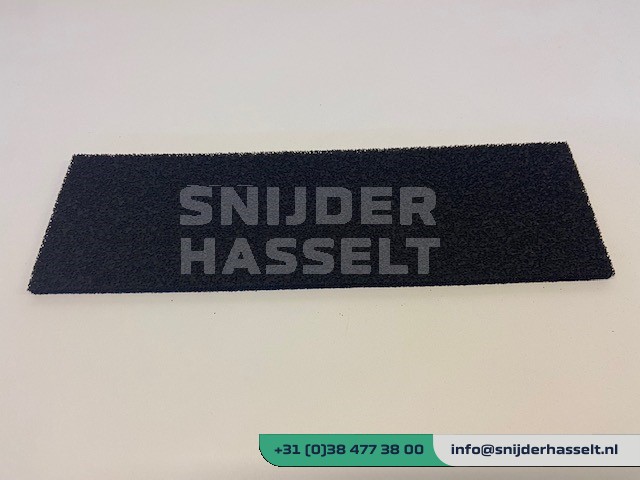 SNIJDER
HASSELT
+31 (0)38 477 38 00
info@snijderhasselt.nl